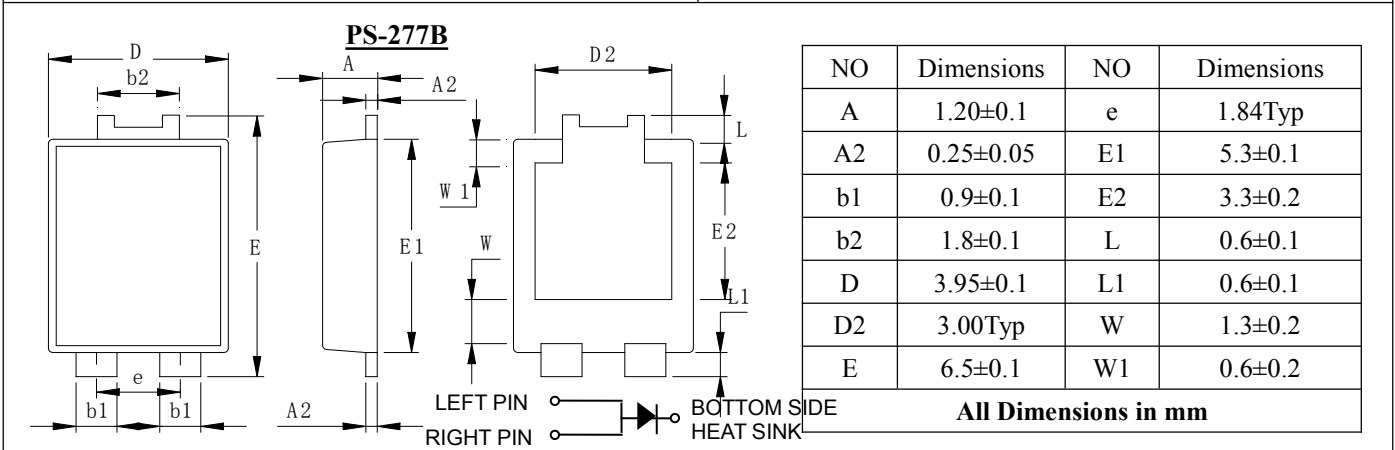 PS-277B
D
b2
E
e
b1
b1
A
A2
E1
A2
D2
L
W1
E2
W
L1
LEFT PIN
RIGHT PIN
BOTTOM SIDE
HEAT SINK
NO Dimensions NO Dimensions
A 1.20±0.1 e 1.84Typ
A2 0.25±0.05 E1 5.3±0.1
b1 0.9±0.1 E2 3.3±0.2
b2 1.8±0.1 L 0.6±0.1
D 3.95±0.1 L1 0.6±0.1
D2 3.00Typ W 1.3±0.2
E 6.5±0.1 W1 0.6±0.2
All Dimensions in mm